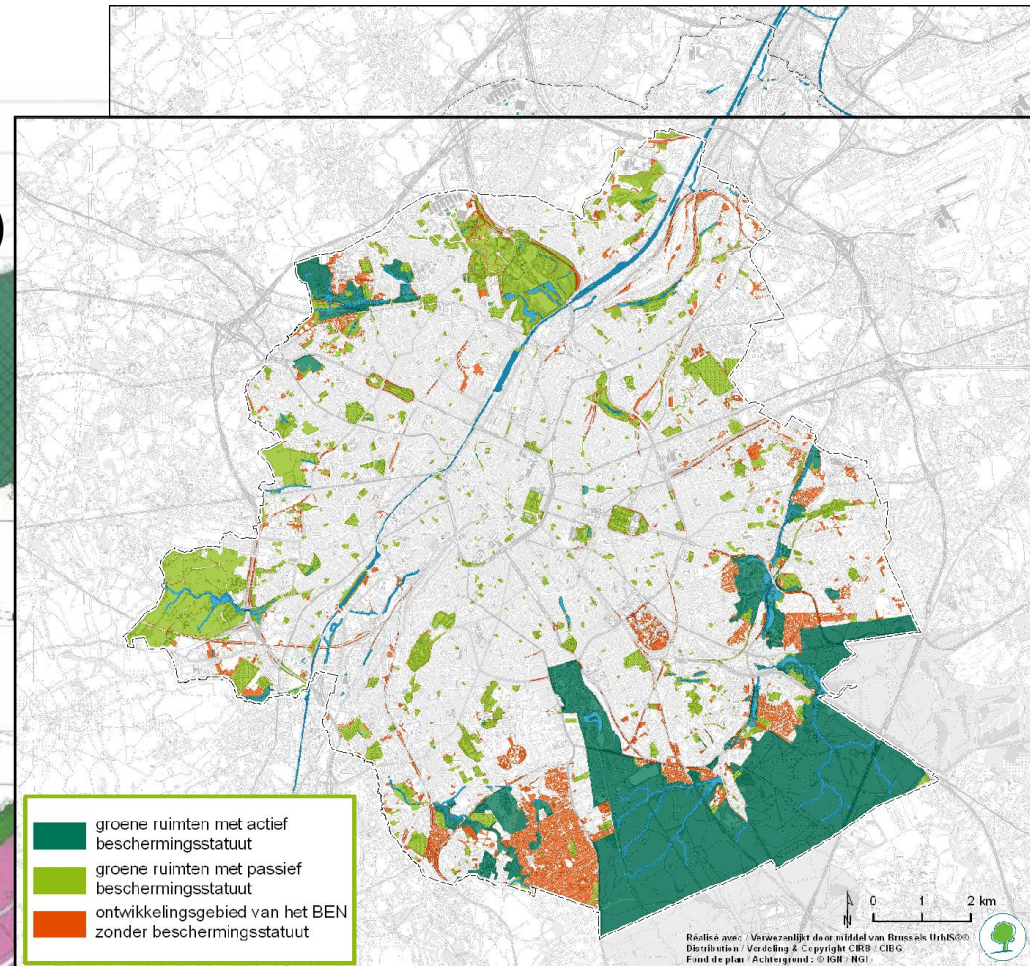 groene ruimten met actief
beschermingsstatuut
groene ruimten met passief
beschermingsstatuut
ontwikkelingsgebied van het BEN
zonder beschermingsstatuut
N
0 1 2 km
Réalisé avec / Verwezenlijkt door middel van Brussels UrbIS®©
Distribution / Verdeling & Copyright CIRB - CIBG
Fond de plan / Achtergrond : © IGN / NGI